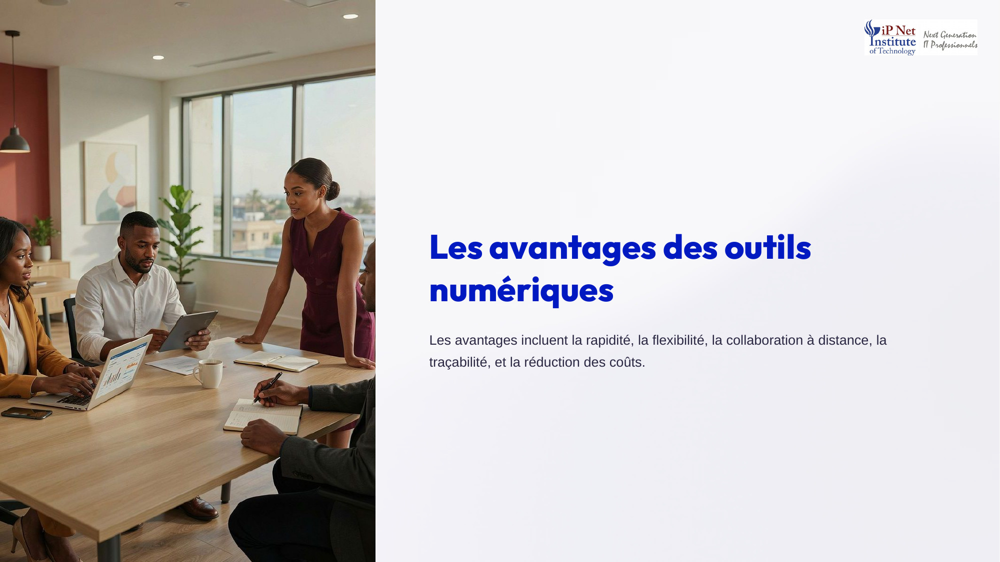 iP Net
Institute
of Technology
Next Generation
IT Professionnels
Les avantages des outils
numériques
Les avantages incluent la rapidité, la flexibilité, la collaboration à distance, la
traçabilité, et la réduction des coûts.